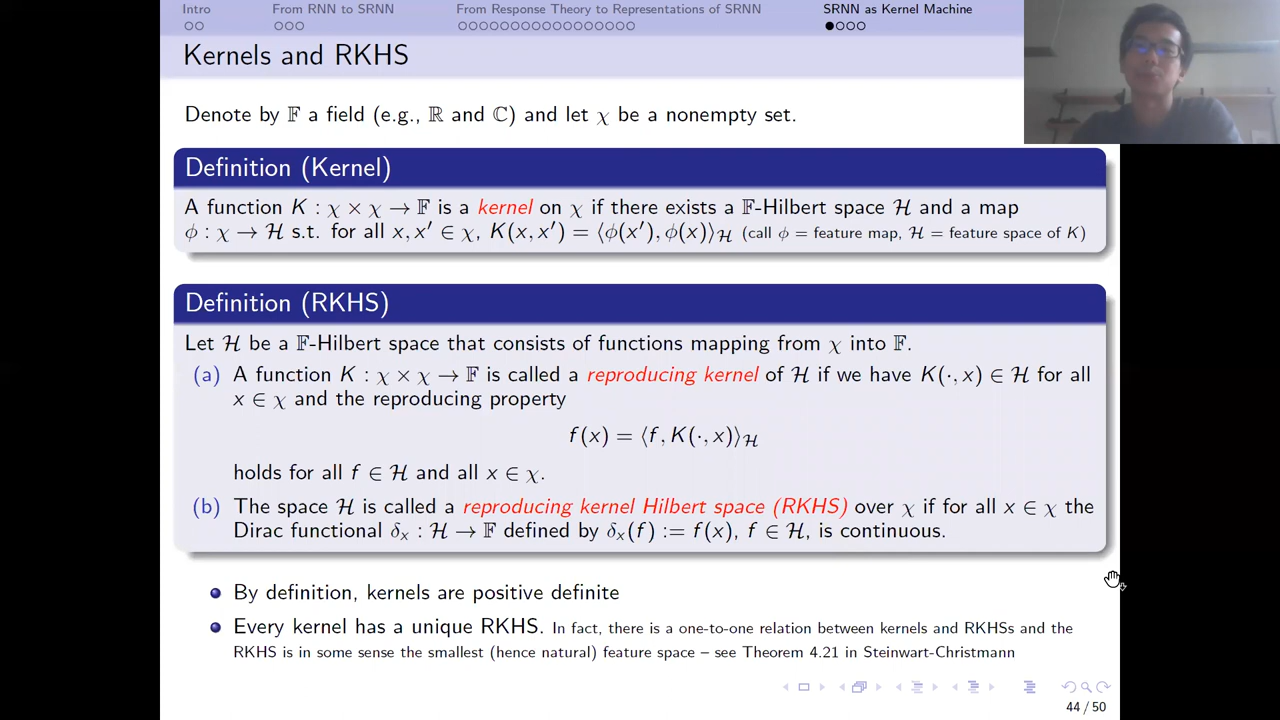 Intro From RNN to SRNN From Response Theory to Representations of SRNN SRNN as Kernel Machine
Kernels and RKHS
Denote by 𝔽 a field (e.g., ℝ and ℂ) and let χ be a nonempty set.
Definition (Kernel)
A function K : χ × χ → 𝔽 is a kernel on χ if there exists a 𝔽-Hilbert space ℋ and a map
ϕ : χ → ℋ s.t. for all x, x′ ∈ χ, K(x, x′) = ⟨ϕ(x′), ϕ(x)⟩ℋ (call ϕ = feature map, ℋ = feature space of K)
Definition (RKHS)
Let ℋ be a 𝔽-Hilbert space that consists of functions mapping from χ into 𝔽.
(a) A function K : χ × χ → 𝔽 is called a reproducing kernel of ℋ if we have K(·, x) ∈ ℋ for all
x ∈ χ and the reproducing property
f(x) = ⟨f, K(·, x)⟩ℋ
holds for all f ∈ ℋ and all x ∈ χ.
(b) The space ℋ is called a reproducing kernel Hilbert space (RKHS) over χ if for all x ∈ χ the
Dirac functional δₓ : ℋ → 𝔽 defined by δₓ(f) := f(x), f ∈ ℋ, is continuous.
By definition, kernels are positive definite
Every kernel has a unique RKHS. In fact, there is a one-to-one relation between kernels and RKHSs and the
RKHS is in some sense the smallest (hence natural) feature space – see Theorem 4.21 in Steinwart-Christmann
44 / 50